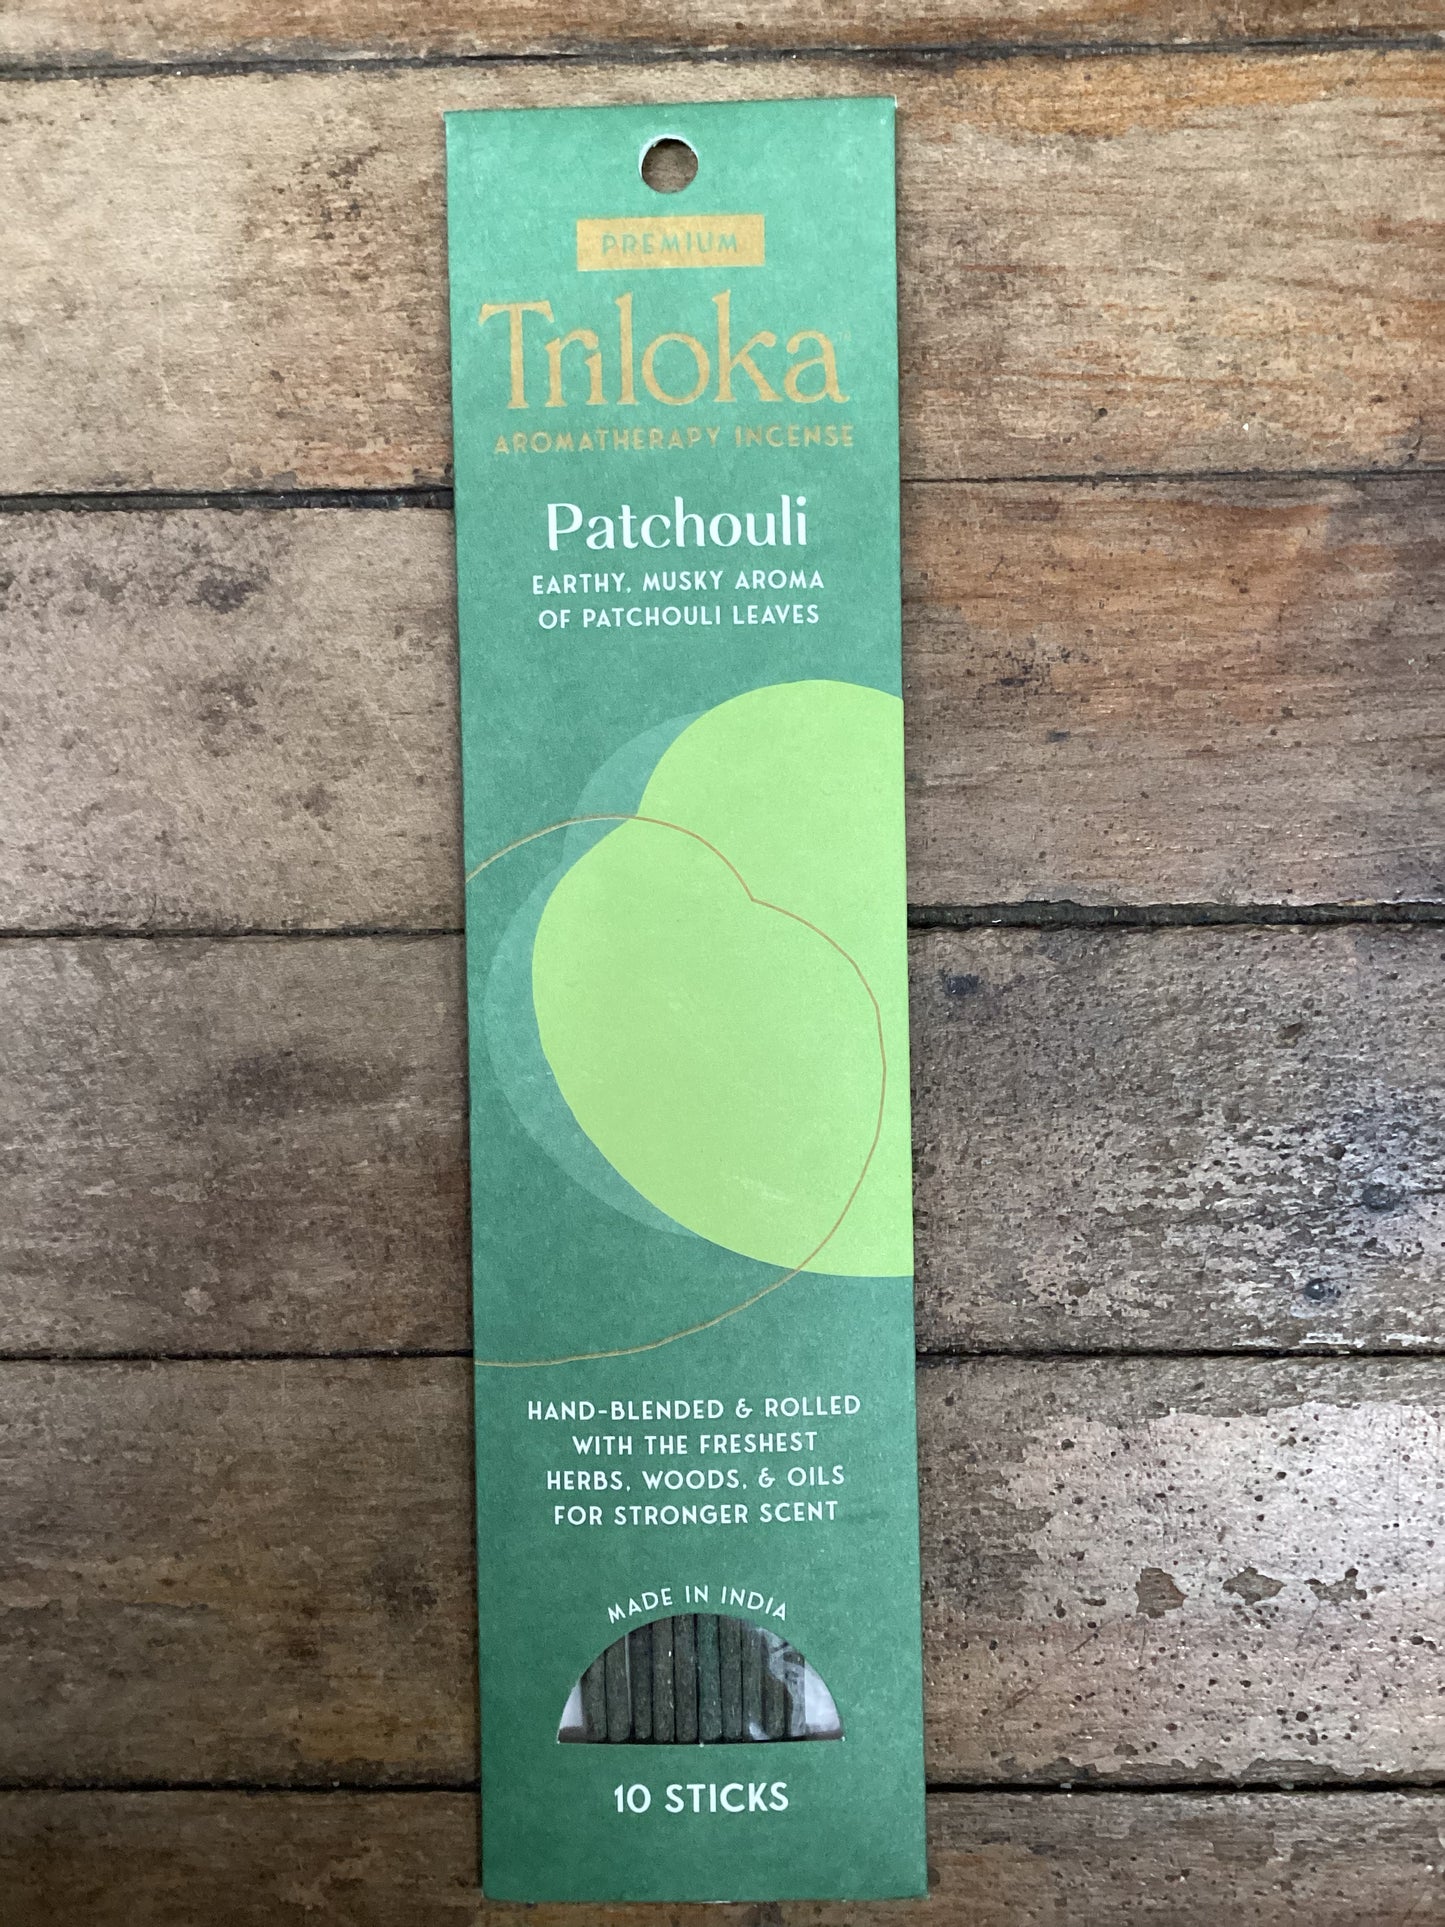 PREMIUM
Triloka
AROMATHERAPY INCENSE
Patchouli
EARTHY, MUSKY AROMA
OF PATCHOULI LEAVES
HAND-BLENDED & ROLLED
WITH THE FRESHEST
HERBS, WOODS, & OILS
FOR STRONGER SCENT
MADE IN INDIA
10 STICKS